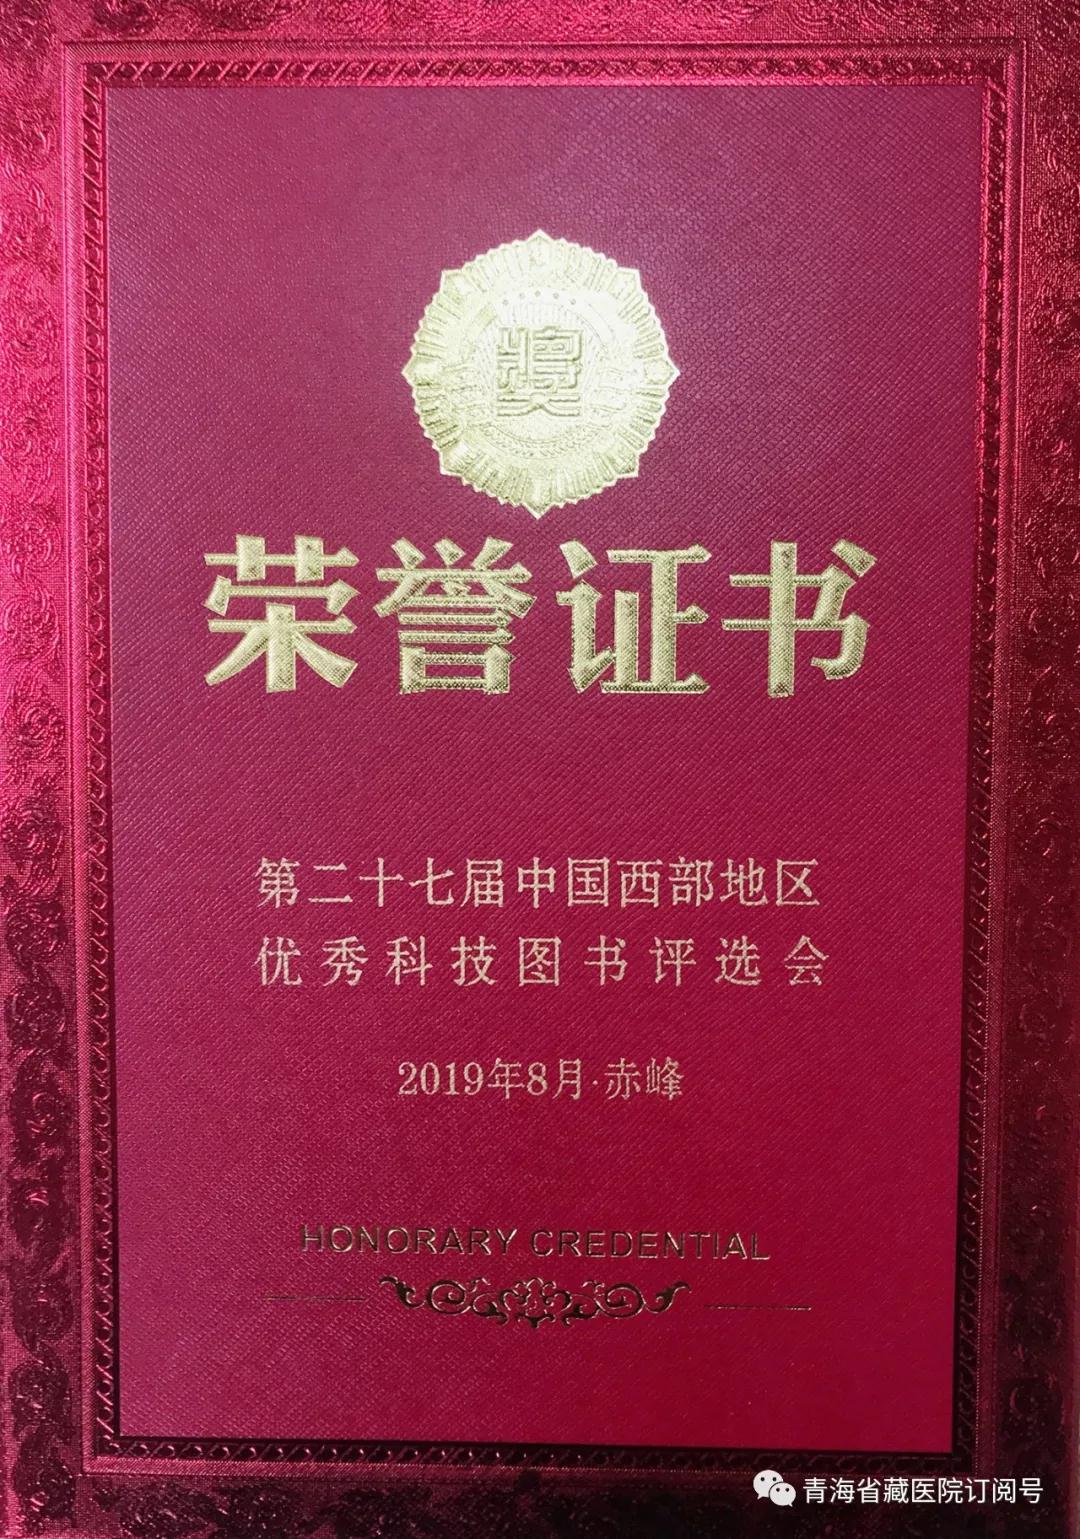 獎
荣誉证书
第二十七届中国西部地区
优秀科技图书评选会
2019年8月·赤峰
HONORARY CREDENTIAL
青海省藏医院订阅号